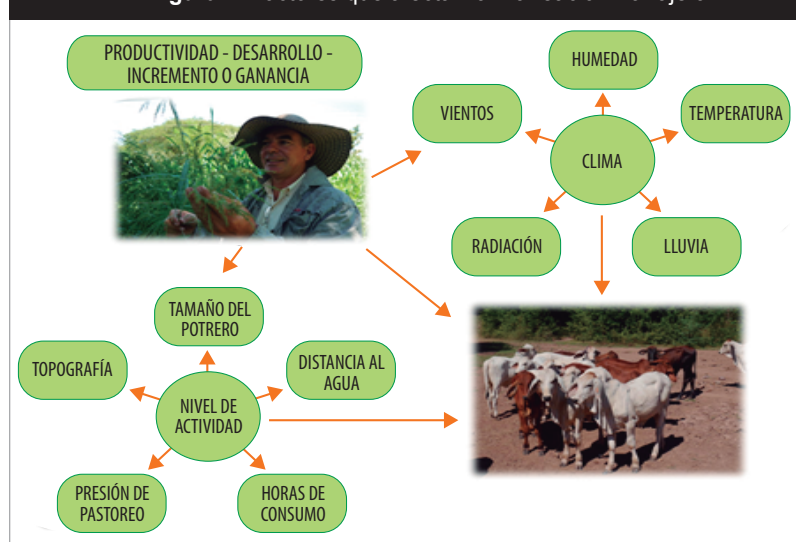 PRODUCTIVIDAD - DESARROLLO -
INCREMENTO O GANANCIA
HUMEDAD
VIENTOS
TEMPERATURA
CLIMA
RADIACIÓN
LLUVIA
TAMAÑO DEL
POTRERO
TOPOGRAFÍA
DISTANCIA AL
AGUA
NIVEL DE
ACTIVIDAD
PRESIÓN DE
PASTOREO
HORAS DE
CONSUMO